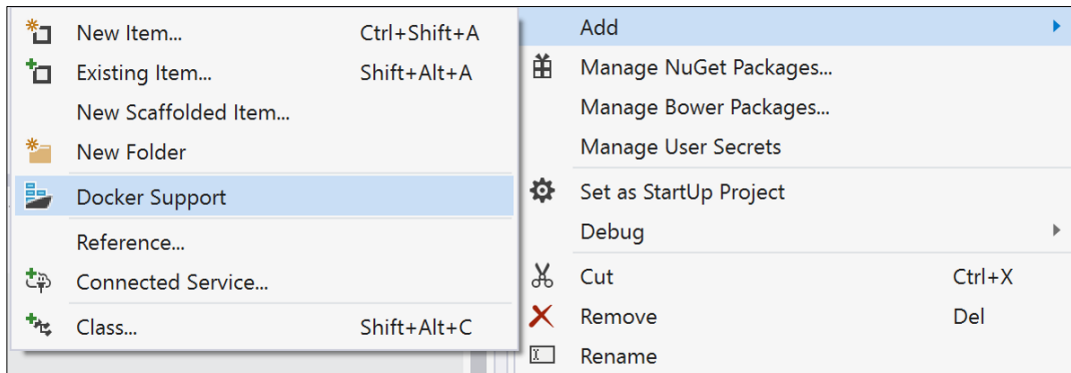 New Item... Ctrl+Shift+A
Existing Item... Shift+Alt+A
New Scaffolded Item...
New Folder
Docker Support
Reference...
Connected Service...
Class... Shift+Alt+C
Add
Manage NuGet Packages...
Manage Bower Packages...
Manage User Secrets
Set as StartUp Project
Debug
Cut Ctrl+X
Remove Del
Rename